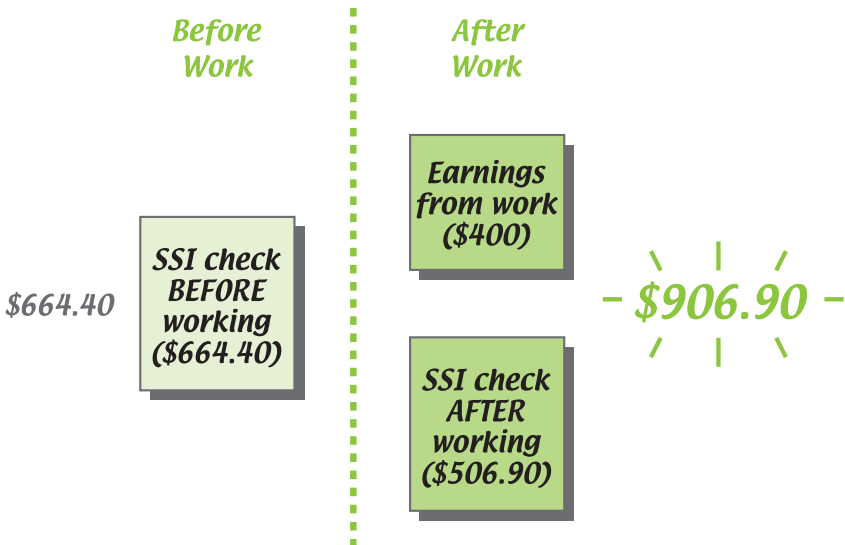 Before
Work
After
Work
$664.40
SSI check
BEFORE
working
($664.40)
Earnings
from work
($400)
SSI check
AFTER
working
($506.90)
$906.90